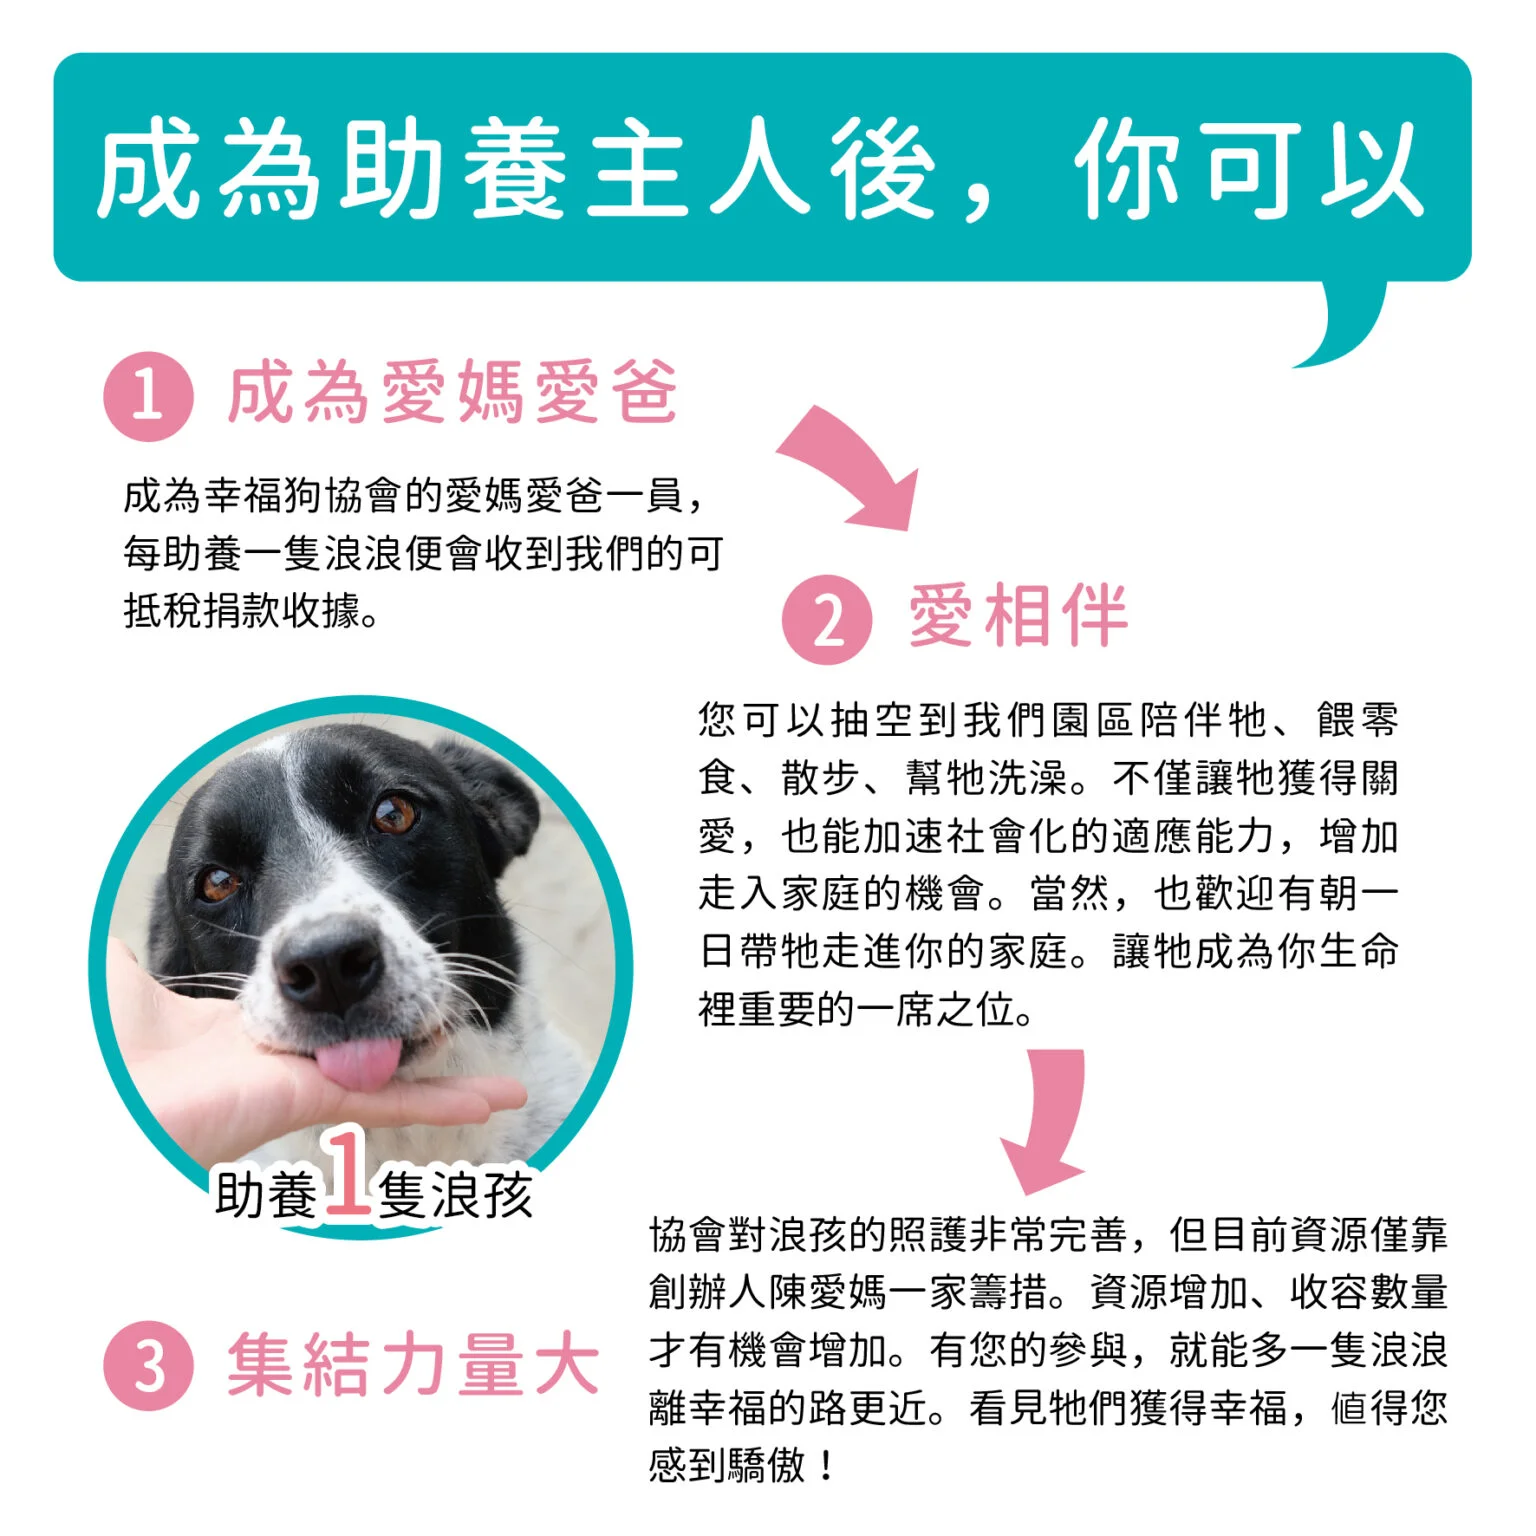 成為助養主人後，你可以
1 成為愛媽愛爸
成為幸福狗協會的愛媽愛爸一員，
每助養一隻浪浪便會收到我們的可
抵稅捐款收據。
2 愛相伴
您可以抽空到我們園區陪伴牠、餵零
食、散步、幫牠洗澡。不僅讓牠獲得關
愛，也能加速社會化的適應能力，增加
走入家庭的機會。當然，也歡迎有朝一
日帶牠走進你的家庭。讓牠成為你生命
裡重要的一席之位。
助養1隻浪孩
3 集結力量大
協會對浪孩的照護非常完善，但目前資源僅靠
創辦人陳愛媽一家籌措。資源增加、收容數量
才有機會增加。有您的參與，就能多一隻浪浪
離幸福的路更近。看見牠們獲得幸福，值得您
感到驕傲！